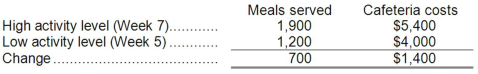 Meals served Cafeteria costs
High activity level (Week 7)............ 1,900 $5,400
Low activity level (Week 5)............ 1,200 $4,000
Change...................................... 700 $1,400